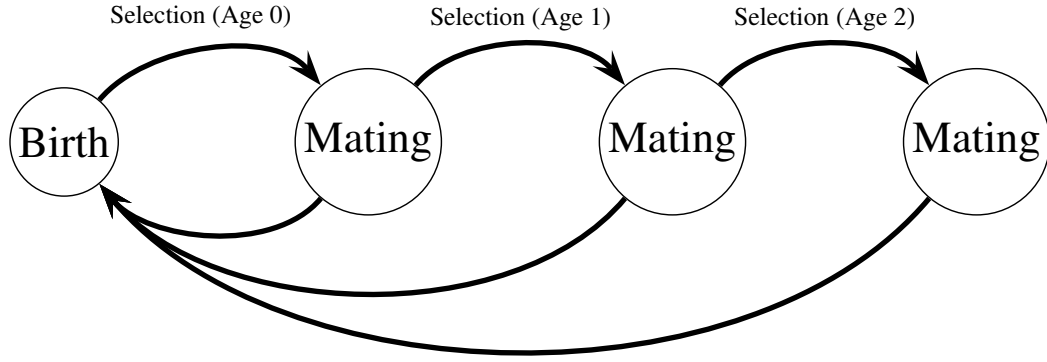 Selection (Age 0)
Selection (Age 1)
Selection (Age 2)
Birth
Mating
Mating
Mating